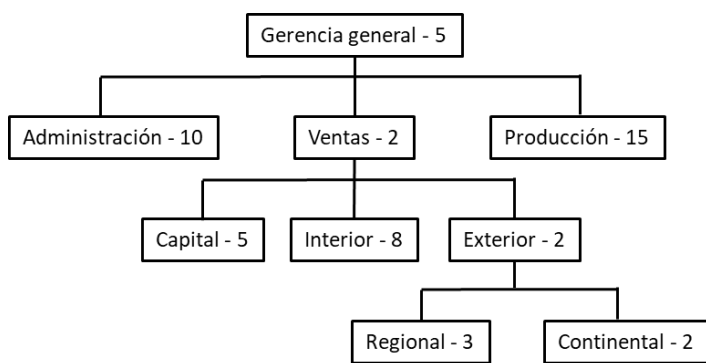 Gerencia general - 5
Administración - 10
Ventas - 2
Producción - 15
Capital - 5
Interior - 8
Exterior - 2
Regional - 3
Continental - 2